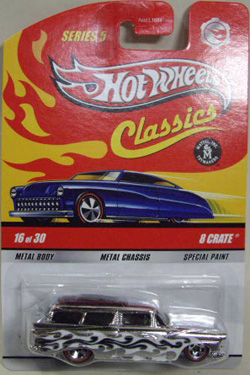 SERIES 5
Hot Wheels
Classics
16 of 30
8 CRATE
METAL BODY METAL CHASSIS SPECIAL PAINT